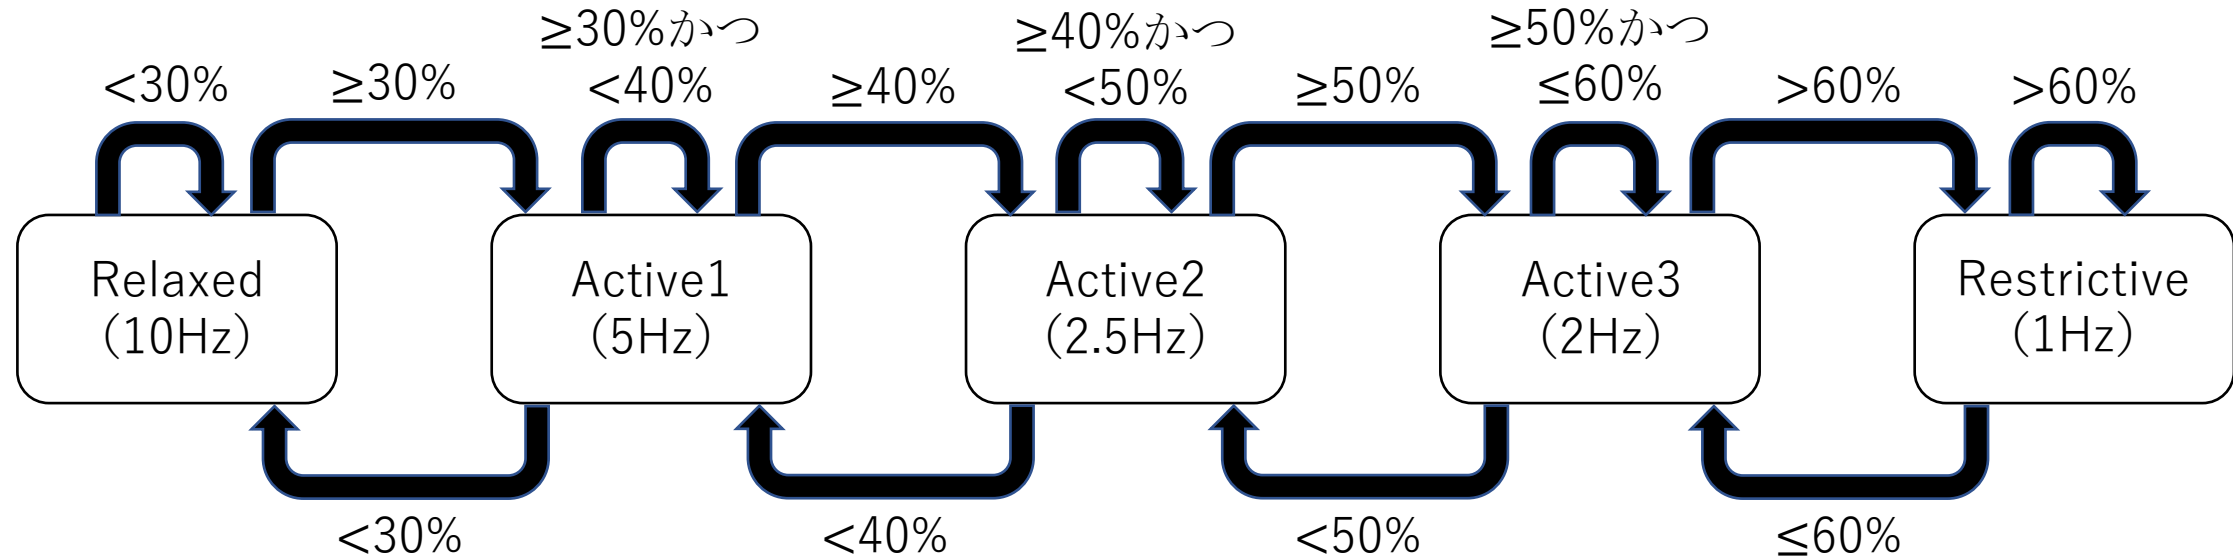 <30%
≥30%
≥30%かつ
<40%
≥40%
≥40%かつ
<50%
≥50%
≥50%かつ
≤60%
>60%
>60%
Relaxed
(10Hz)
Active1
(5Hz)
Active2
(2.5Hz)
Active3
(2Hz)
Restrictive
(1Hz)
<30%
<40%
<50%
≤60%